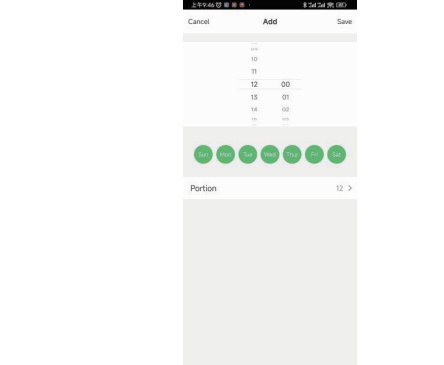 上午9:46
Cancel Add Save
10
11
12 00
13 01
14 02
Sun Mon Tue Wed Thu Fri Sat
Portion 12 >